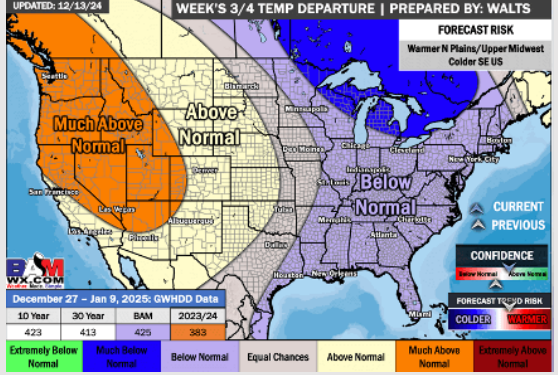 UPDATED: 12/13/24
WEEK'S 3/4 TEMP DEPARTURE | PREPARED BY: WALTS
FORECAST RISK
Warmer N Plains/Upper Midwest
Colder SE US
Seattle
Bismarck
Above
Normal
Minneapolis
Much Above
Normal
Boston
Chicago
Cleveland
Des Moines
New York City
Denver
Indianapolis
St. Louis
Below
Normal
San Francisco
Las Vegas
Tulsa
Memphis
Charlotte
CURRENT
PREVIOUS
Los Angeles
Albuquerque
Phoenix
Atlanta
Dallas
CONFIDENCE
Below Normal
Above Normal
BAM
WX.COM
Houston
New Orleans
December 27 – Jan 9, 2025: GWHDD Data
FORECAST TREND RISK
10 Year 30 Year BAM 2023/24
Miami
COLDER WARMER
423 413 425 383
Extremely Below Normal
Much Below Normal
Below Normal
Equal Chances
Above Normal
Much Above Normal
Extremely Above Normal